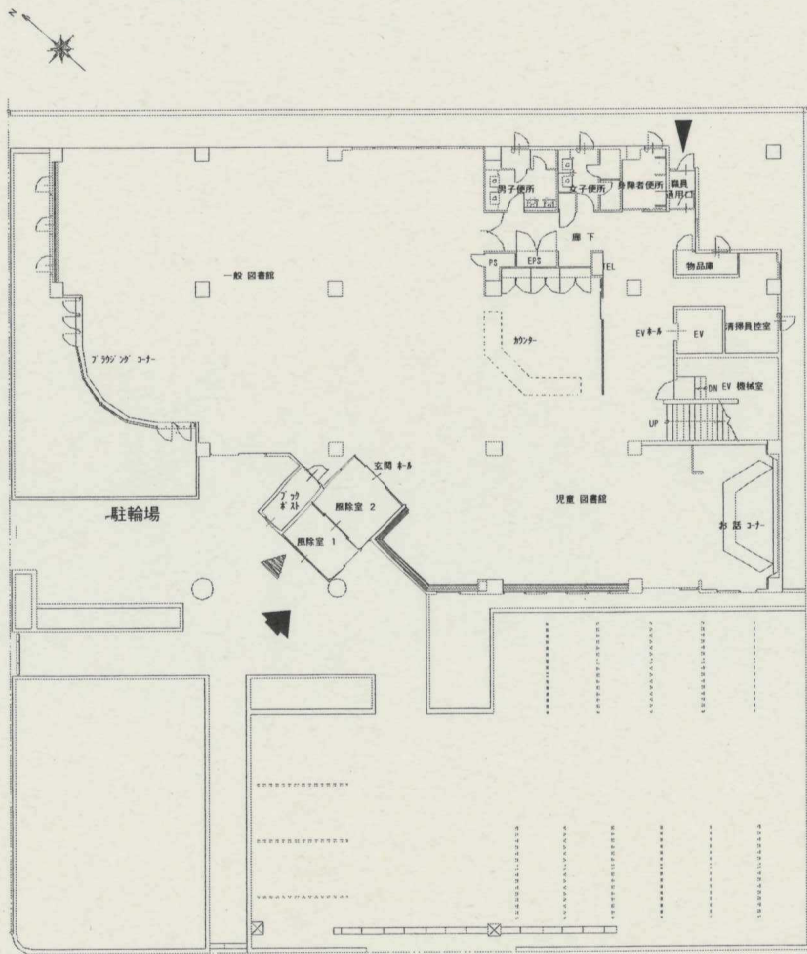 N
男子便所
女子便所
身障者便所
職員
通用口
廊 下
PS
EPS
TEL
物品庫
一般 図書館
カウンター
EV ホール
EV
清掃員控室
ブラウジング コーナー
DN
EV 機械室
UP
玄関 ホール
ブック
ポスト
風除室 2
風除室 1
児童 図書館
お話 コーナー
駐輪場